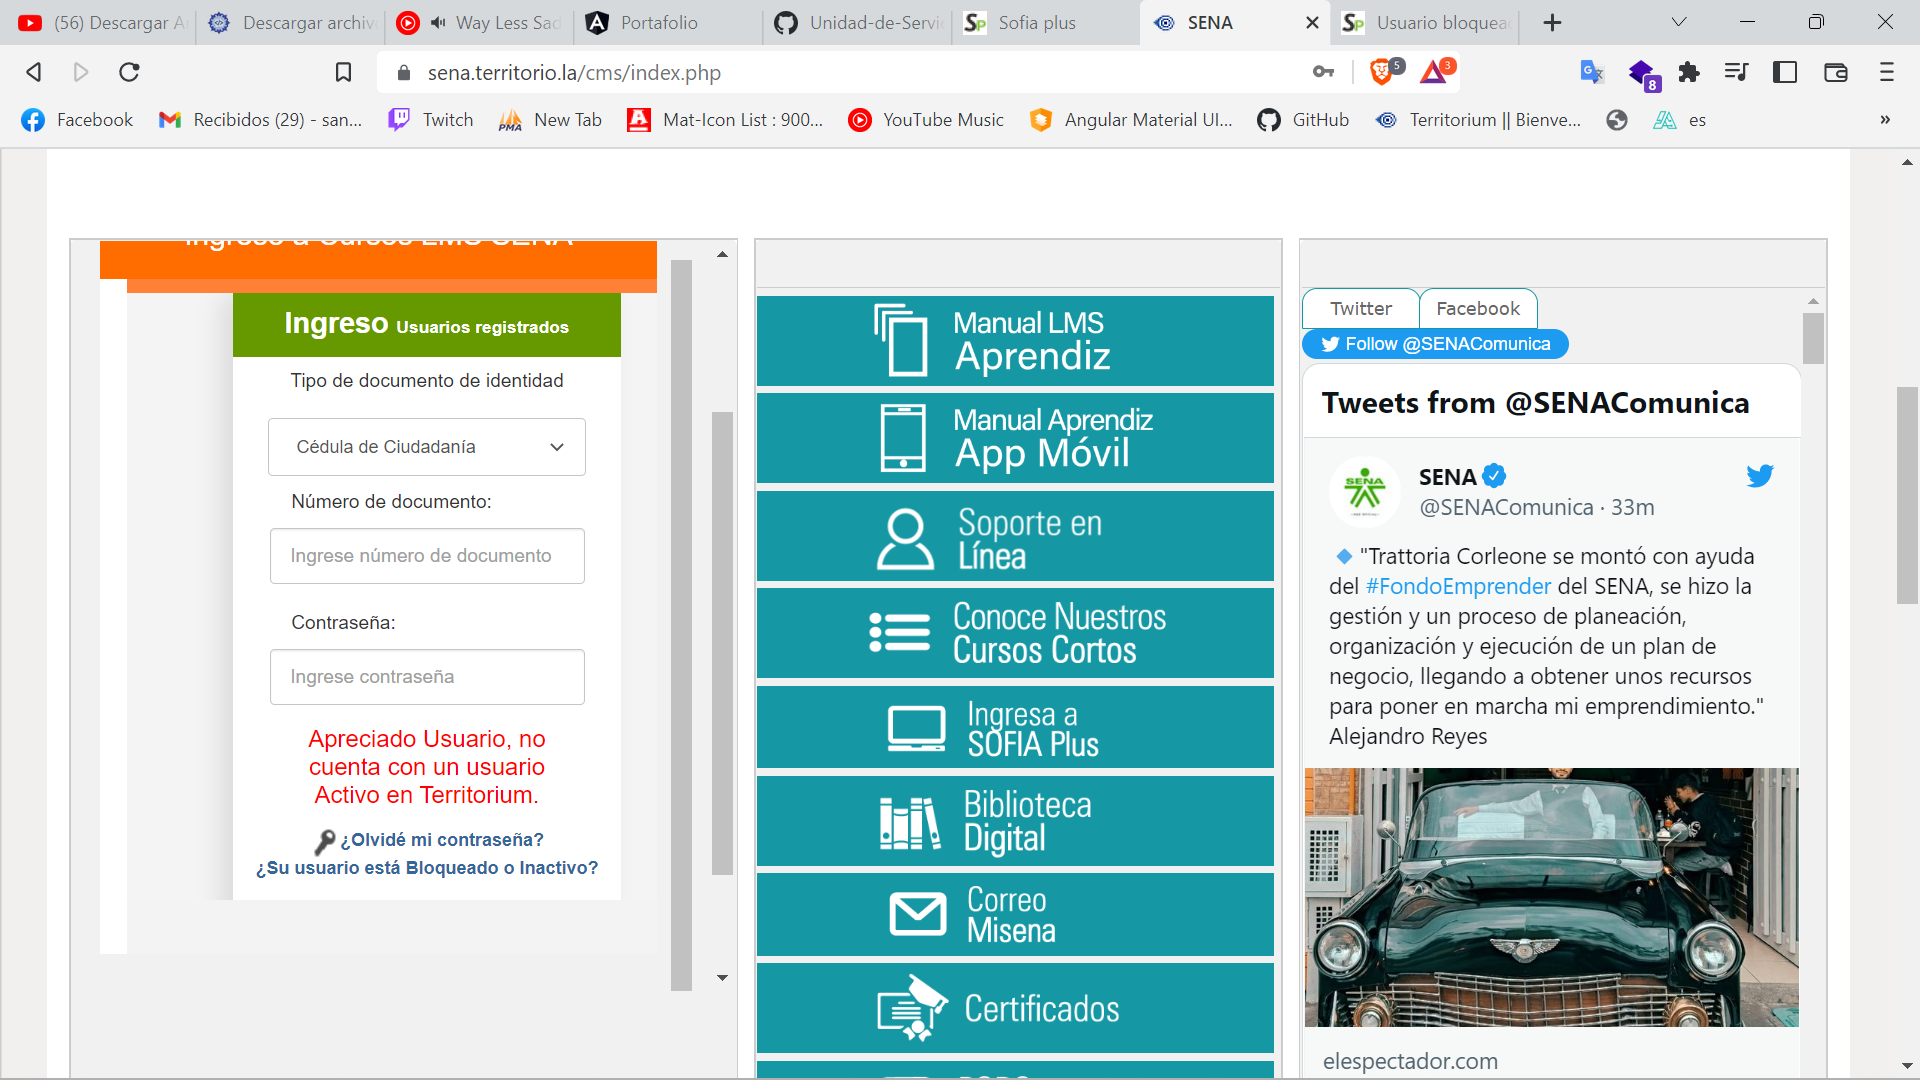 (56) Descargar A
Descargar archiv
Way Less Sad
Portafolio
Unidad-de-Servi
Sofia plus
SENA
Usuario bloquea
sena.territorio.la/cms/index.php
5
3
8
Facebook
Recibidos (29) - san...
Twitch
New Tab
Mat-Icon List : 900...
YouTube Music
Angular Material UI...
GitHub
Territorium || Bienve...
es
»
Ingreso a Cursos LMS SENA
Ingreso Usuarios registrados
Tipo de documento de identidad
Cédula de Ciudadanía
Número de documento:
Ingrese número de documento
Contraseña:
Ingrese contraseña
Apreciado Usuario, no
cuenta con un usuario
Activo en Territorium.
¿Olvidé mi contraseña?
¿Su usuario está Bloqueado o Inactivo?
Manual LMS
Aprendiz
Manual Aprendiz
App Móvil
Soporte en
Línea
Conoce Nuestros
Cursos Cortos
Ingresa a
SOFIA Plus
Biblioteca
Digital
Correo
Misena
Certificados
Twitter
Facebook
Follow @SENAComunica
Tweets from @SENAComunica
SENA
SENA
@SENAComunica · 33m
🔹 "Trattoria Corleone se montó con ayuda
del #FondoEmprender del SENA, se hizo la
gestión y un proceso de planeación,
organización y ejecución de un plan de
negocio, llegando a obtener unos recursos
para poner en marcha mi emprendimiento."
Alejandro Reyes
elespectador.com